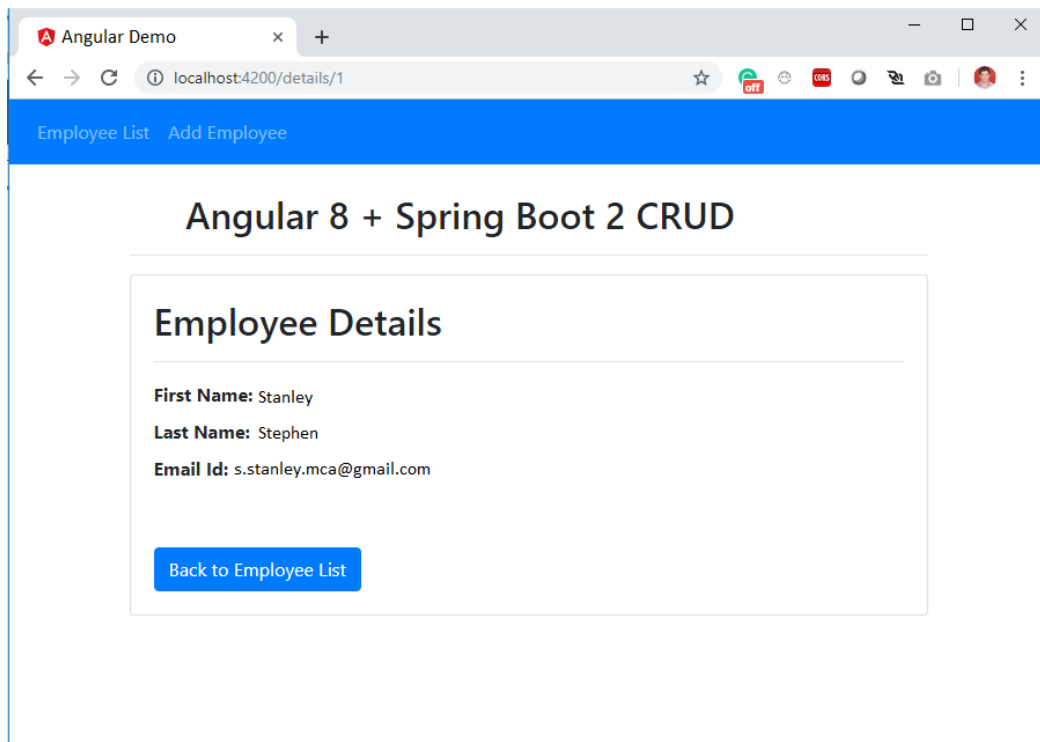 Angular Demo
localhost:4200/details/1
off
CORS
Employee List Add Employee
Angular 8 + Spring Boot 2 CRUD
Employee Details
First Name: Stanley
Last Name: Stephen
Email Id: s.stanley.mca@gmail.com
Back to Employee List